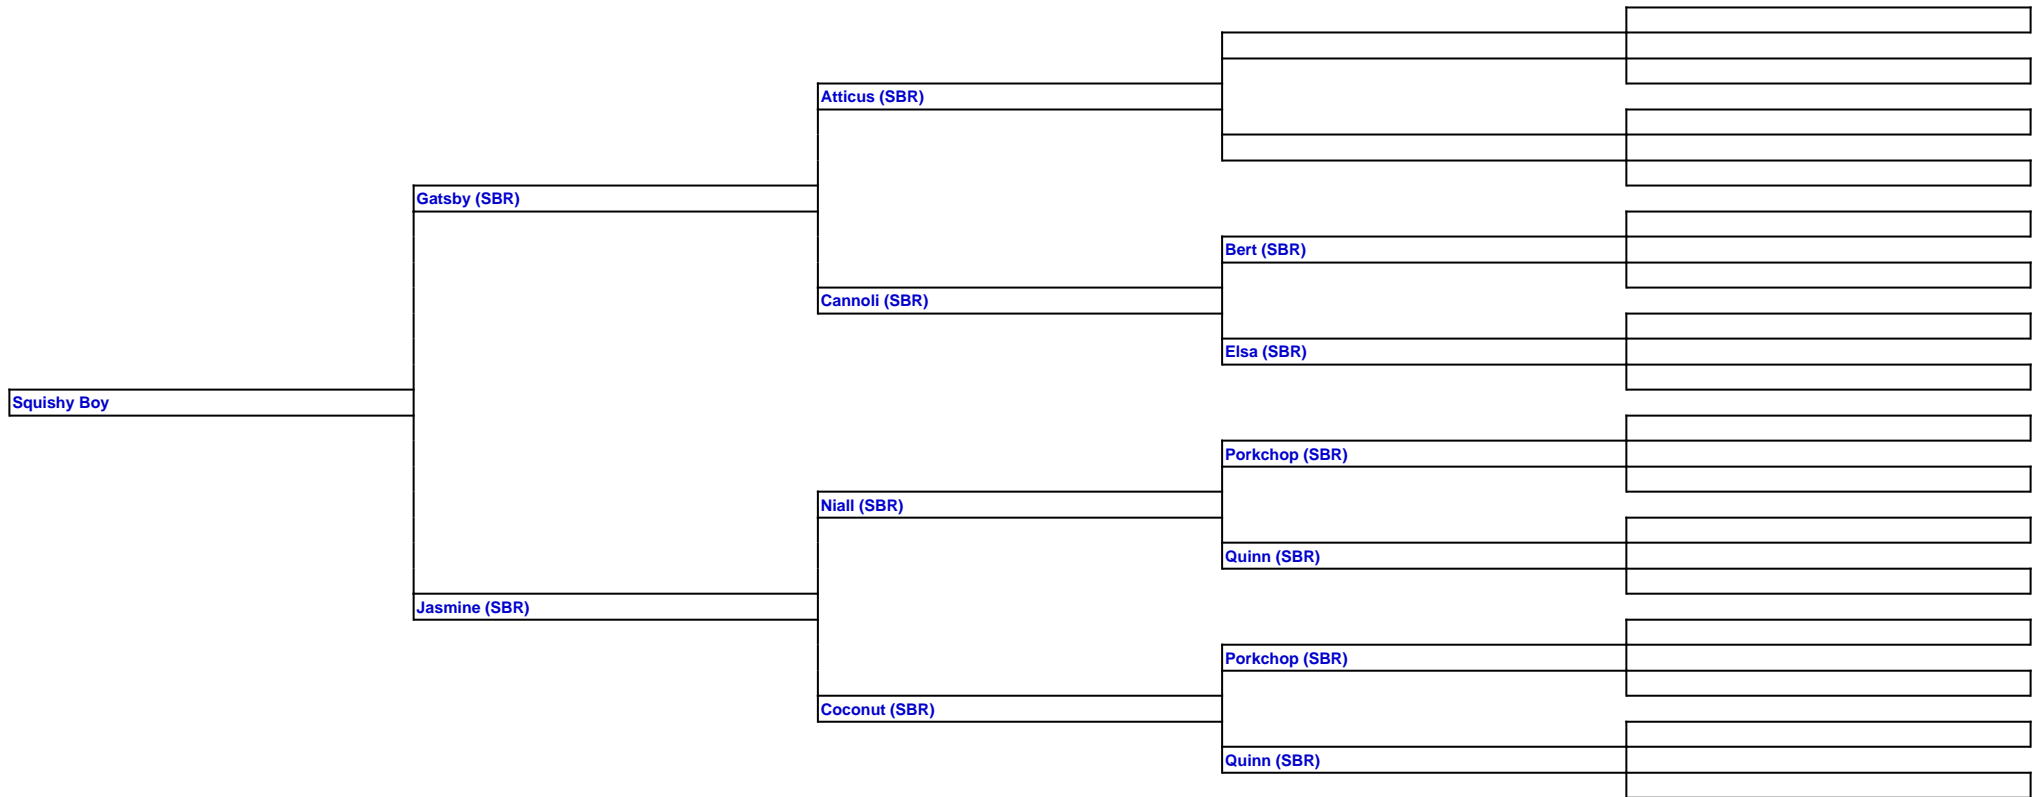 Atticus (SBR)
Gatsby (SBR)
Bert (SBR)
Cannoli (SBR)
Elsa (SBR)
Squishy Boy
Porkchop (SBR)
Niall (SBR)
Quinn (SBR)
Jasmine (SBR)
Porkchop (SBR)
Coconut (SBR)
Quinn (SBR)